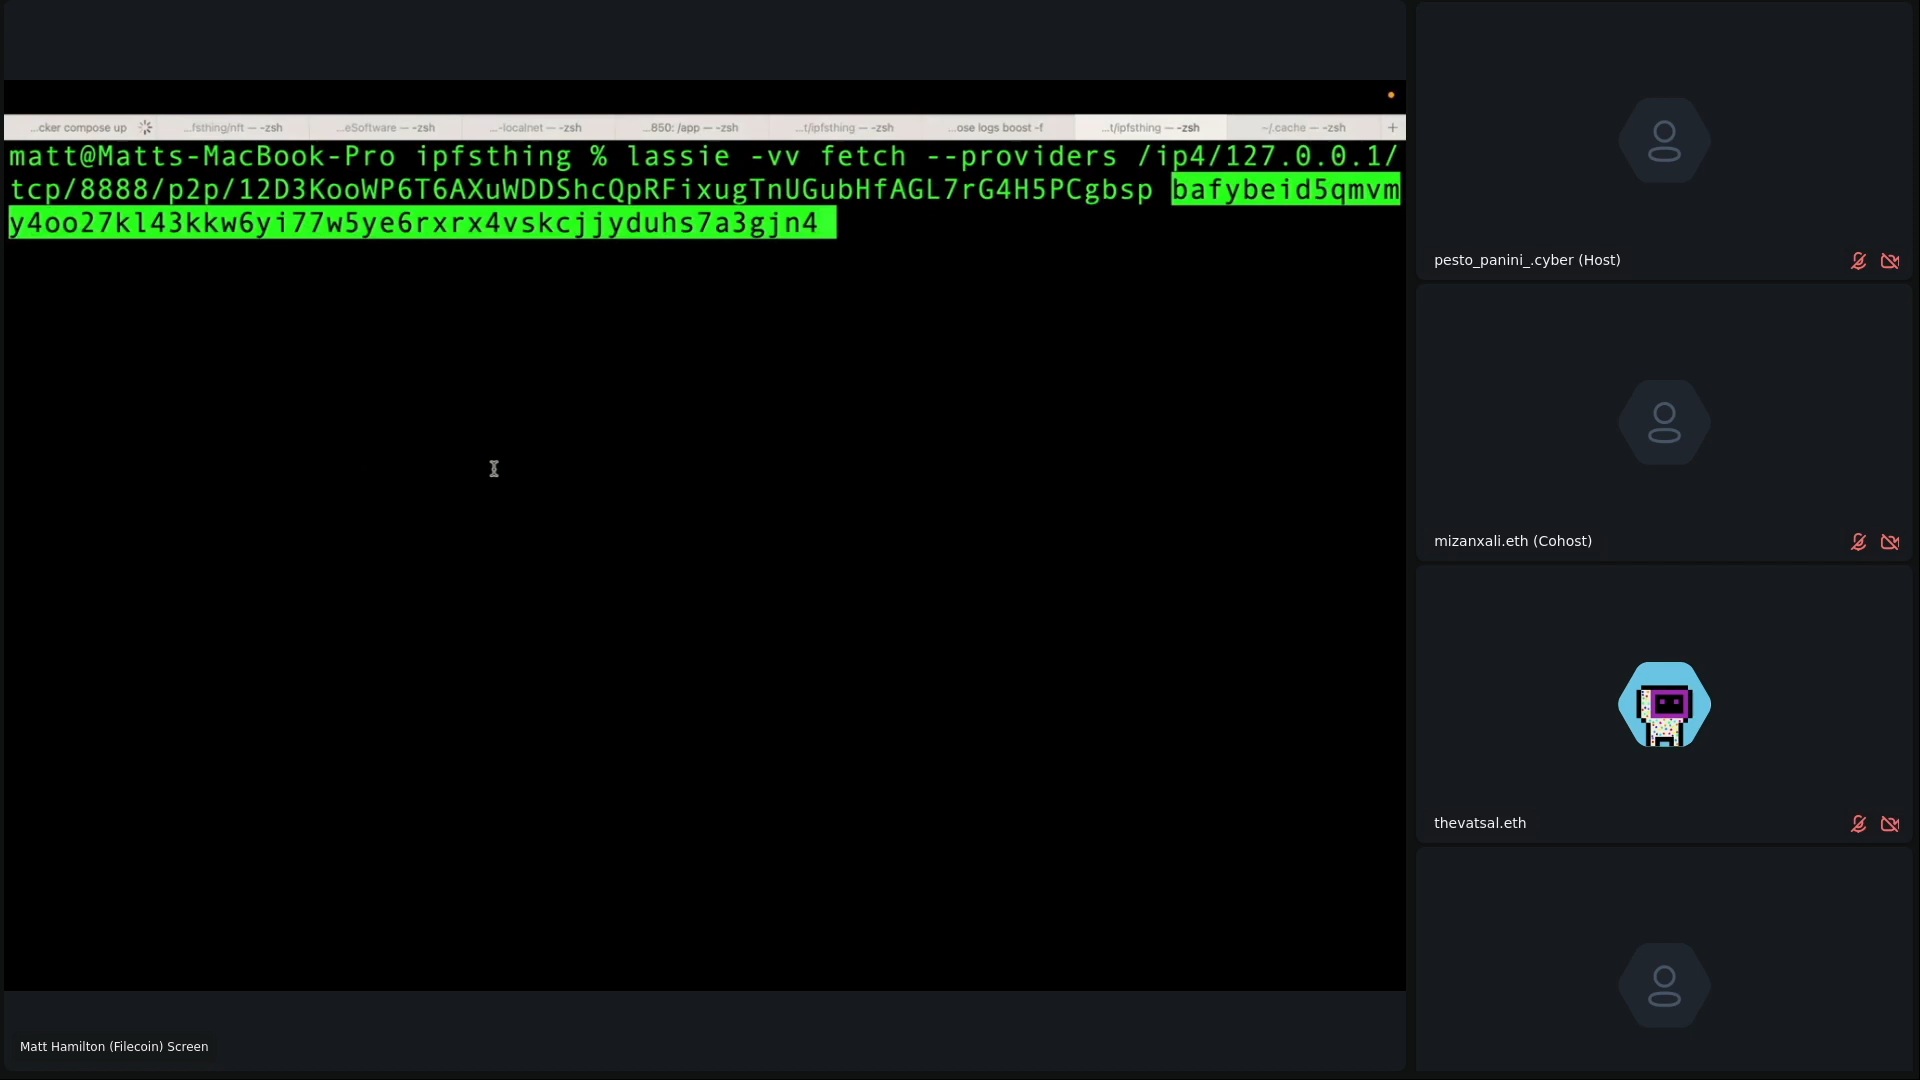 ...cker compose up
...fsthing/nft — -zsh
...eSoftware — -zsh
...-localnet — -zsh
...850: /app — -zsh
...t/ipfsthing — -zsh
...ose logs boost -f
...t/ipfsthing — -zsh
~/.cache — -zsh
+
matt@Matts-MacBook-Pro ipfsthing % lassie -vv fetch --providers /ip4/127.0.0.1/
tcp/8888/p2p/12D3KooWP6T6AXuWDDShcQpRFixugTnUGubHfAGL7rG4H5PCgbsp bafybeid5qmvm
y4oo27kl43kkw6yi77w5ye6rxrx4vskcjjyduhs7a3gjn4
pesto_panini_.cyber (Host)
mizanxali.eth (Cohost)
thevatsal.eth
Matt Hamilton (Filecoin) Screen